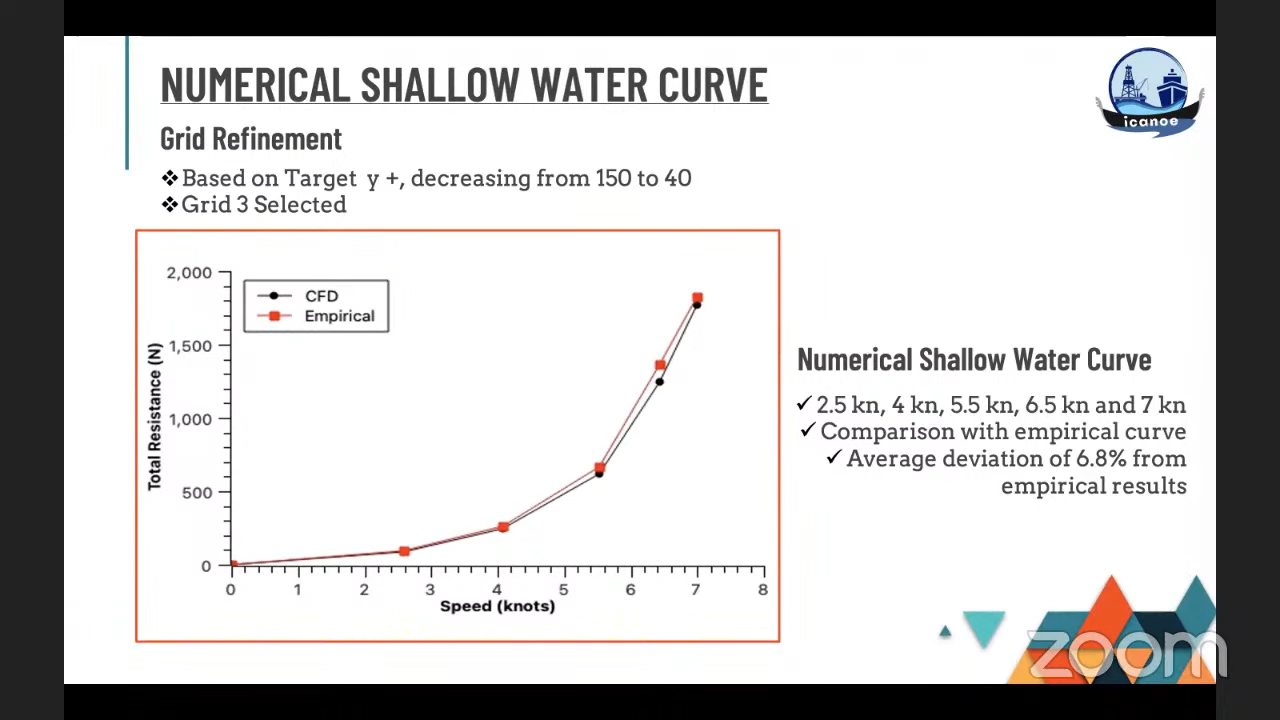 NUMERICAL SHALLOW WATER CURVE
icanoe
Grid Refinement
❖Based on Target y +, decreasing from 150 to 40
❖Grid 3 Selected
2,000
1,500
1,000
500
0
Total Resistance (N)
CFD
Empirical
0 1 2 3 4 5 6 7 8
Speed (knots)
Numerical Shallow Water Curve
✓2.5 kn, 4 kn, 5.5 kn, 6.5 kn and 7 kn
✓Comparison with empirical curve
✓Average deviation of 6.8% from
empirical results
zoom